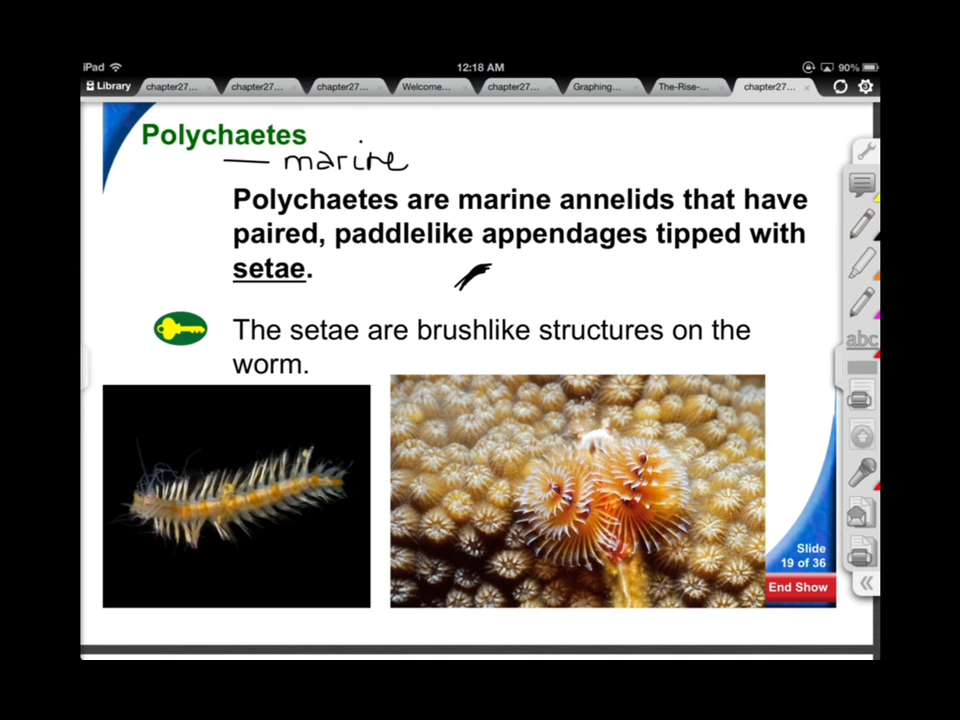 iPad 12:18 AM 90%
Library chapter27... chapter27... chapter27... Welcome... chapter27... Graphing... The-Rise-... chapter27...
Polychaetes
— marine
Polychaetes are marine annelids that have
paired, paddlelike appendages tipped with
setae.
The setae are brushlike structures on the
worm.
abc
Slide
19 of 36
End Show